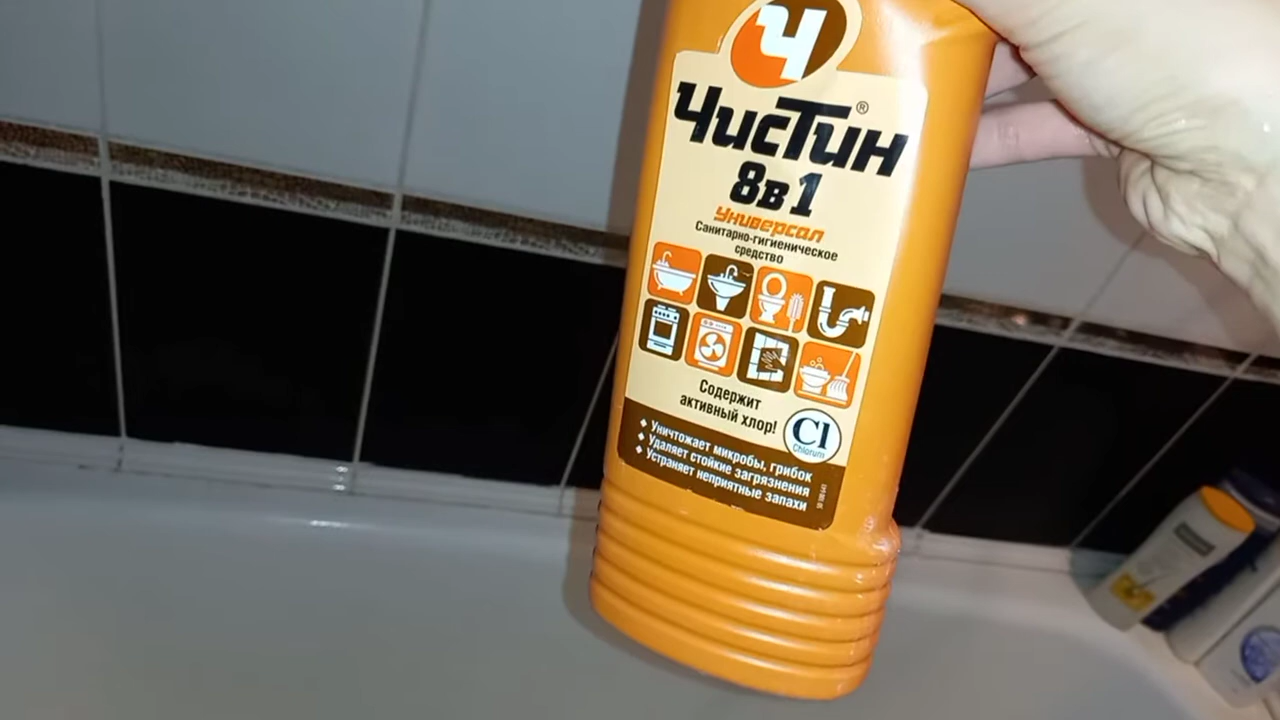 Ч
ЧисТин®
8в1
Универсал
Санитарно-гигиеническое
средство
Содержит
активный хлор!
Cl
Chlorum
Уничтожает микробы, грибок
Удаляет стойкие загрязнения
Устраняет неприятные запахи